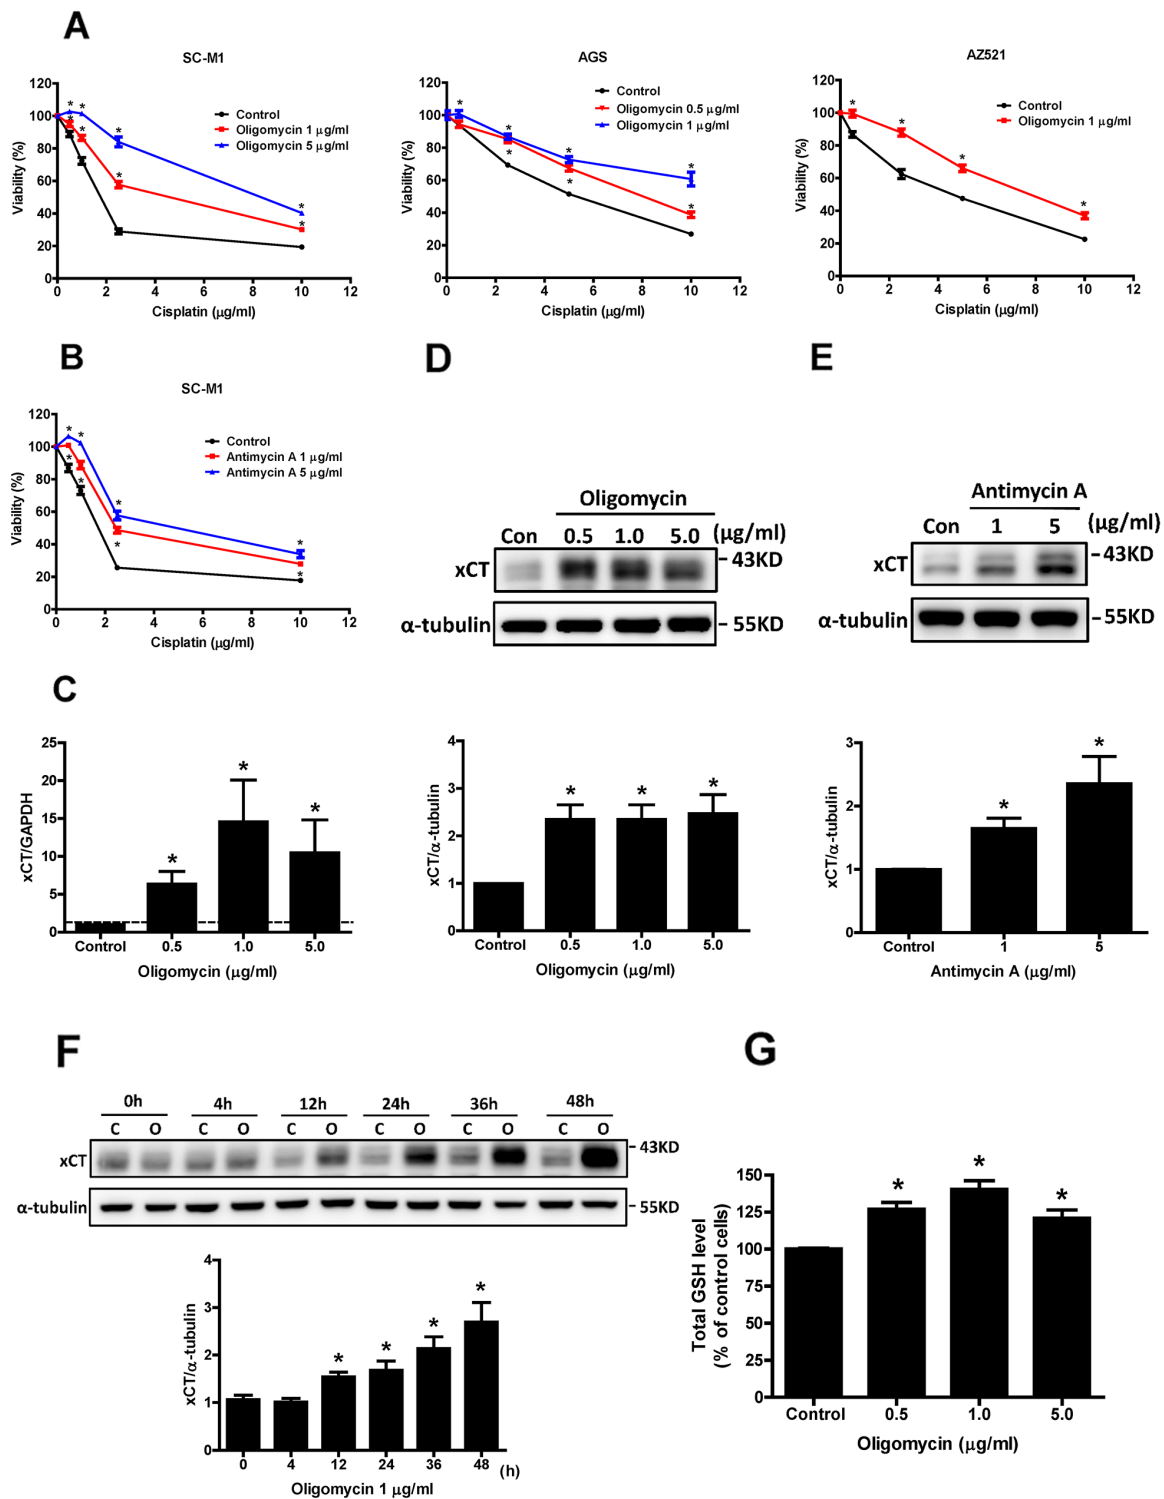 A
SC-M1
120
100
80
60
40
20
0
Viability (%)
0 2 4 6 8 10 12
Cisplatin (μg/ml)
Control
Oligomycin 1 μg/ml
Oligomycin 5 μg/ml
* * * * * * * *
AGS
120
100
80
60
40
20
0
Viability (%)
0 2 4 6 8 10 12
Cisplatin (μg/ml)
Control
Oligomycin 0.5 μg/ml
Oligomycin 1 μg/ml
* * * * * * *
AZ521
120
100
80
60
40
20
0
Viability (%)
0 2 4 6 8 10 12
Cisplatin (μg/ml)
Control
Oligomycin 1 μg/ml
* * * *
B
SC-M1
120
100
80
60
40
20
0
Viability (%)
0 2 4 6 8 10 12
Cisplatin (μg/ml)
Control
Antimycin A 1 μg/ml
Antimycin A 5 μg/ml
* * * * * * * *
D
Oligomycin
Con 0.5 1.0 5.0 (μg/ml)
xCT
43KD
α-tubulin
55KD
E
Antimycin A
Con 1 5 (μg/ml)
xCT
43KD
α-tubulin
55KD
C
25
20
15
10
5
0
xCT/GAPDH
* * *
Control 0.5 1.0 5.0
Oligomycin (μg/ml)
4
3
2
1
0
xCT/α-tubulin
* * *
Control 0.5 1.0 5.0
Oligomycin (μg/ml)
3
2
1
0
xCT/α-tubulin
* *
Control 1 5
Antimycin A (μg/ml)
F
0h 4h 12h 24h 36h 48h
C O C O C O C O C O C O
xCT
43KD
α-tubulin
55KD
4
3
2
1
0
xCT/α-tubulin
* * * *
0 4 12 24 36 48 (h)
Oligomycin 1 μg/ml
G
150
125
100
75
50
25
0
Total GSH level
(% of control cells)
* * *
Control 0.5 1.0 5.0
Oligomycin (μg/ml)